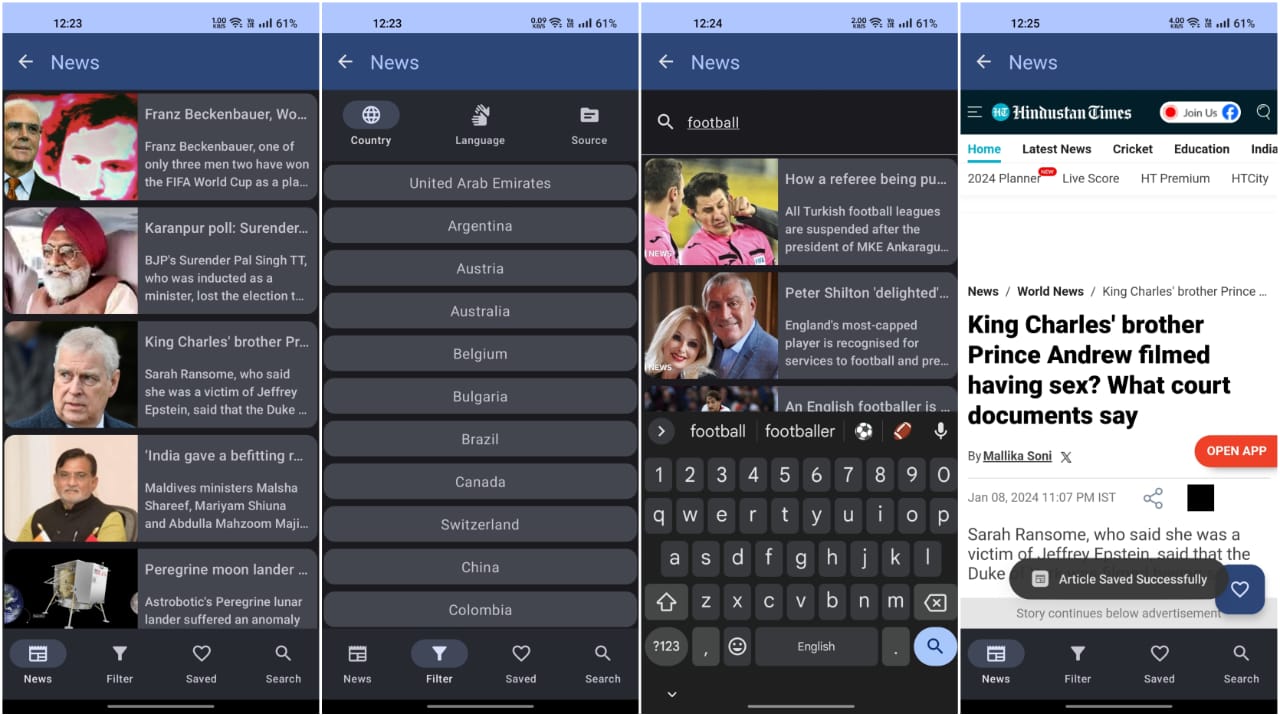 12:23
1.00 KB/S
61%
News
Franz Beckenbauer, Wo...
Franz Beckenbauer, one of
only three men two have won
the FIFA World Cup as a pla...
Karanpur poll: Surender...
BJP's Surender Pal Singh TT,
who was inducted as a
minister, lost the election t...
King Charles' brother Pr...
Sarah Ransome, who said
she was a victim of Jeffrey
Epstein, said that the Duke ...
'India gave a befitting r...
Maldives ministers Malsha
Shareef, Mariyam Shiuna
and Abdulla Mahzoom Maji...
Peregrine moon lander ...
Astrobotic's Peregrine lunar
lander suffered an anomaly
News
Filter
Saved
Search
12:23
0.09 KB/S
61%
News
Country
Language
Source
United Arab Emirates
Argentina
Austria
Australia
Belgium
Bulgaria
Brazil
Canada
Switzerland
China
Colombia
News
Filter
Saved
Search
12:24
2.00 KB/S
61%
News
football
How a referee being pu...
All Turkish football leagues
are suspended after the
president of MKE Ankaragu...
NEWS
Peter Shilton 'delighted'...
England's most-capped
player is recognised for
services to football and pre...
NEWS
An English footballer is ...
football
footballer
1 2 3 4 5 6 7 8 9 0
q w e r t y u i o p
a s d f g h j k l
z x c v b n m
?123 , English .
12:25
4.00 KB/S
61%
News
HT Hindustan Times
Join Us
Home Latest News Cricket Education India
2024 Planner NEW Live Score HT Premium HTCity
News / World News / King Charles' brother Prince ...
King Charles' brother
Prince Andrew filmed
having sex? What court
documents say
By Mallika Soni
OPEN APP
Jan 08, 2024 11:07 PM IST
Sarah Ransome, who said she was a
victim of Jeffrey Epstein, said that the
Duke
Article Saved Successfully
Story continues below advertisement
News
Filter
Saved
Search